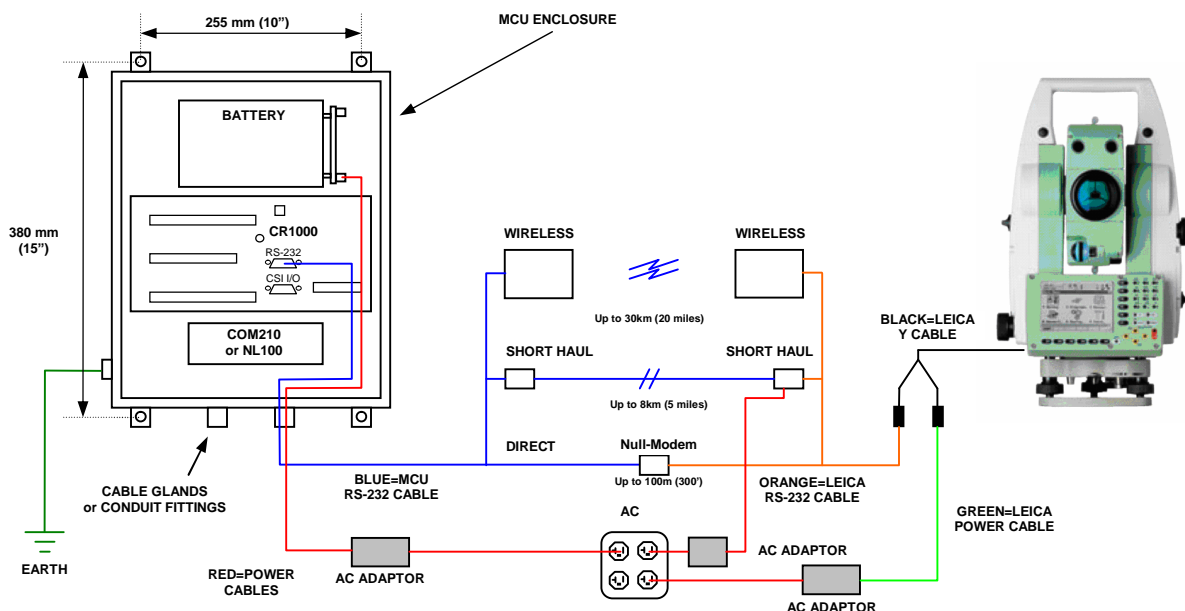 255 mm (10”)
MCU ENCLOSURE
BATTERY
380 mm
(15”)
CR1000
RS-232
CSI I/O
COM210
or NL100
WIRELESS
WIRELESS
Up to 30km (20 miles)
SHORT HAUL
SHORT HAUL
Up to 8km (5 miles)
BLACK=LEICA
Y CABLE
DIRECT
Null-Modem
Up to 100m (300')
BLUE=MCU
RS-232 CABLE
ORANGE=LEICA
RS-232 CABLE
CABLE GLANDS
or CONDUIT FITTINGS
GREEN=LEICA
POWER CABLE
AC
EARTH
RED=POWER
CABLES
AC ADAPTOR
AC ADAPTOR
AC ADAPTOR